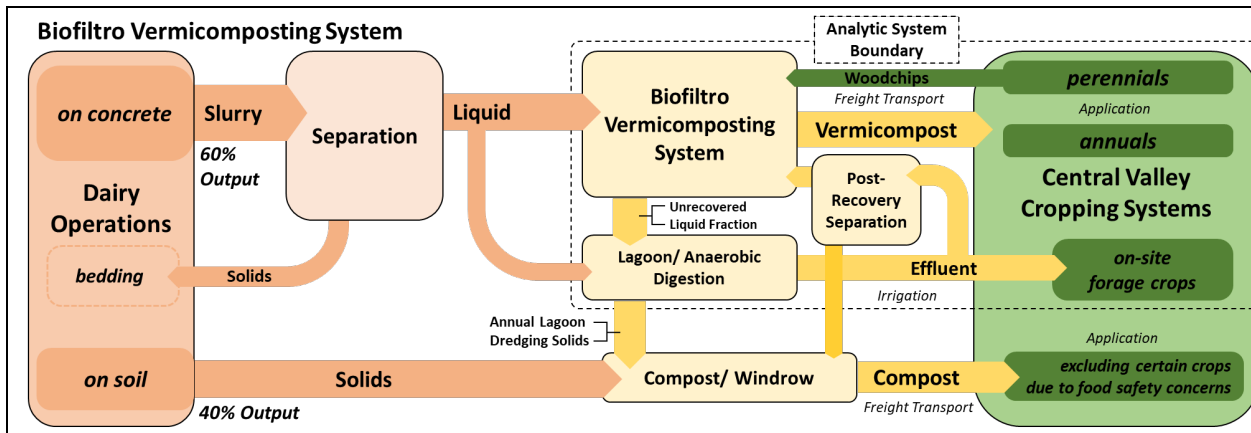 Biofiltro Vermicomposting System
Analytic System
Boundary
on concrete
Slurry
60%
Output
Separation
Liquid
Biofiltro
Vermicomposting
System
Woodchips
Freight Transport
perennials
Application
Vermicompost
annuals
Dairy
Operations
Post-
Recovery
Separation
Central Valley
Cropping Systems
Unrecovered
Liquid Fraction
bedding
Solids
Lagoon/ Anaerobic
Digestion
Effluent
Irrigation
on-site
forage crops
Annual Lagoon
Dredging Solids
Application
on soil
Solids
40% Output
Compost/ Windrow
Compost
Freight Transport
excluding certain crops
due to food safety concerns